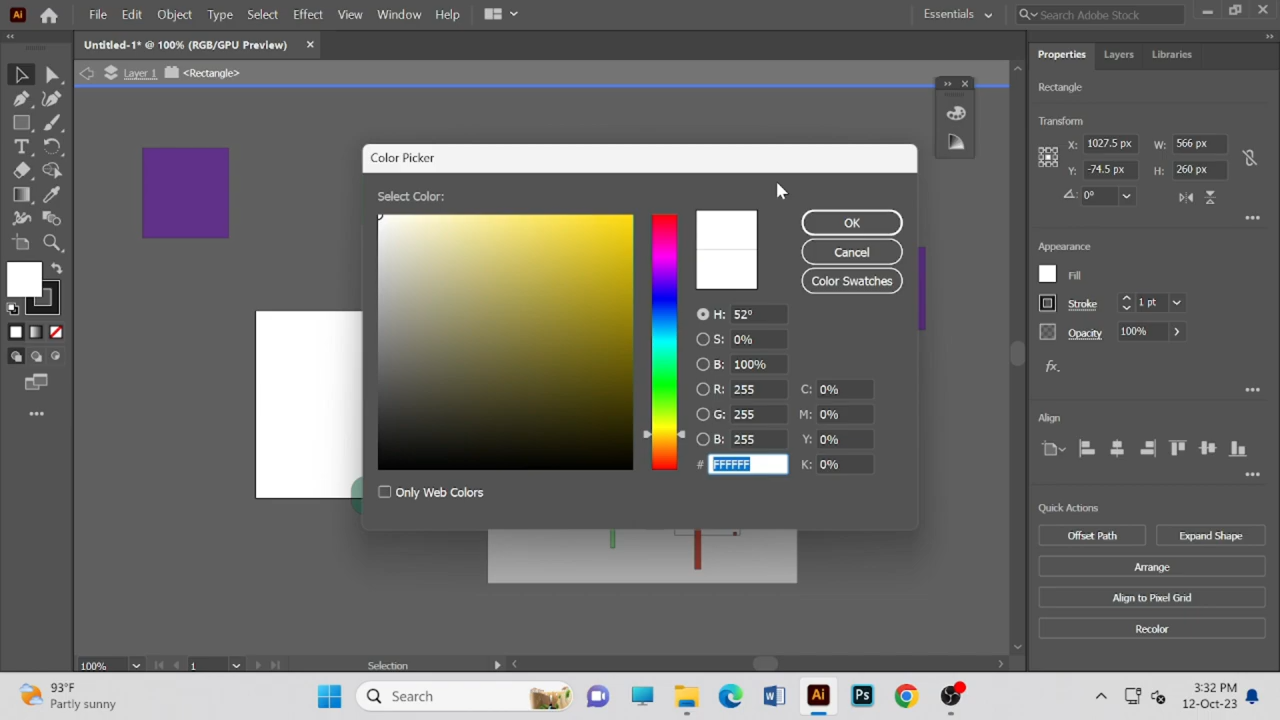 Ai File Edit Object Type Select Effect View Window Help Essentials Search Adobe Stock
Untitled-1* @ 100% (RGB/GPU Preview)
Properties Layers Libraries
Layer 1 <Rectangle>
Rectangle
Transform
X: 1027.5 px W: 566 px
Y: -74.5 px H: 260 px
0°
Color Picker
Select Color:
OK
Cancel
Color Swatches
H: 52°
S: 0%
B: 100%
R: 255 C: 0%
G: 255 M: 0%
B: 255 Y: 0%
# FFFFFF K: 0%
Only Web Colors
Appearance
Fill
Stroke 1 pt
Opacity 100%
fx.
Align
Quick Actions
Offset Path Expand Shape
Arrange
Align to Pixel Grid
Recolor
100% 1 Selection
93°F
Partly sunny
Search
Ai Ps
3:32 PM
12-Oct-23